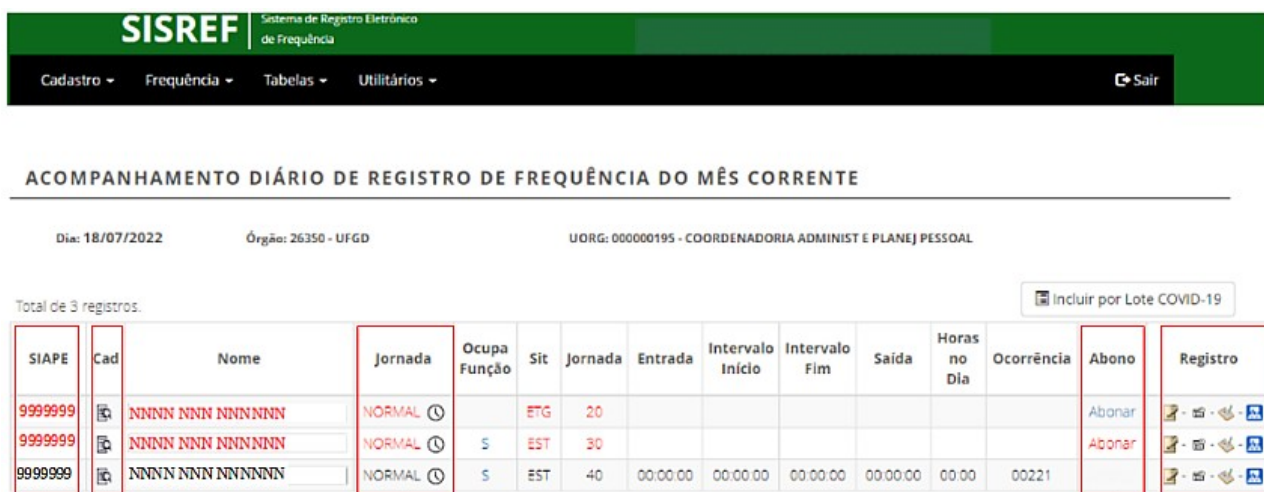 SISREF Sistema de Registro Eletrônico
de Frequência
Cadastro Frequência Tabelas Utilitários Sair
ACOMPANHAMENTO DIÁRIO DE REGISTRO DE FREQUÊNCIA DO MÊS CORRENTE
Dia: 18/07/2022 Órgão: 26350 - UFGD UORG: 000000195 - COORDENADORIA ADMINIST E PLANEJ PESSOAL
Total de 3 registros. Incluir por Lote COVID-19
SIAPE Cad Nome Jornada Ocupa Função Sit Jornada Entrada Intervalo Início Intervalo Fim Saída Horas no Dia Ocorrência Abono Registro
9999999 NNNN NNN NNNNNN NORMAL ETG 20 Abonar
9999999 NNNN NNN NNNNNN NORMAL S EST 30 Abonar
9999999 NNNN NNN NNNNNN NORMAL S EST 40 00:00:00 00:00:00 00:00:00 00:00:00 00:00 00221